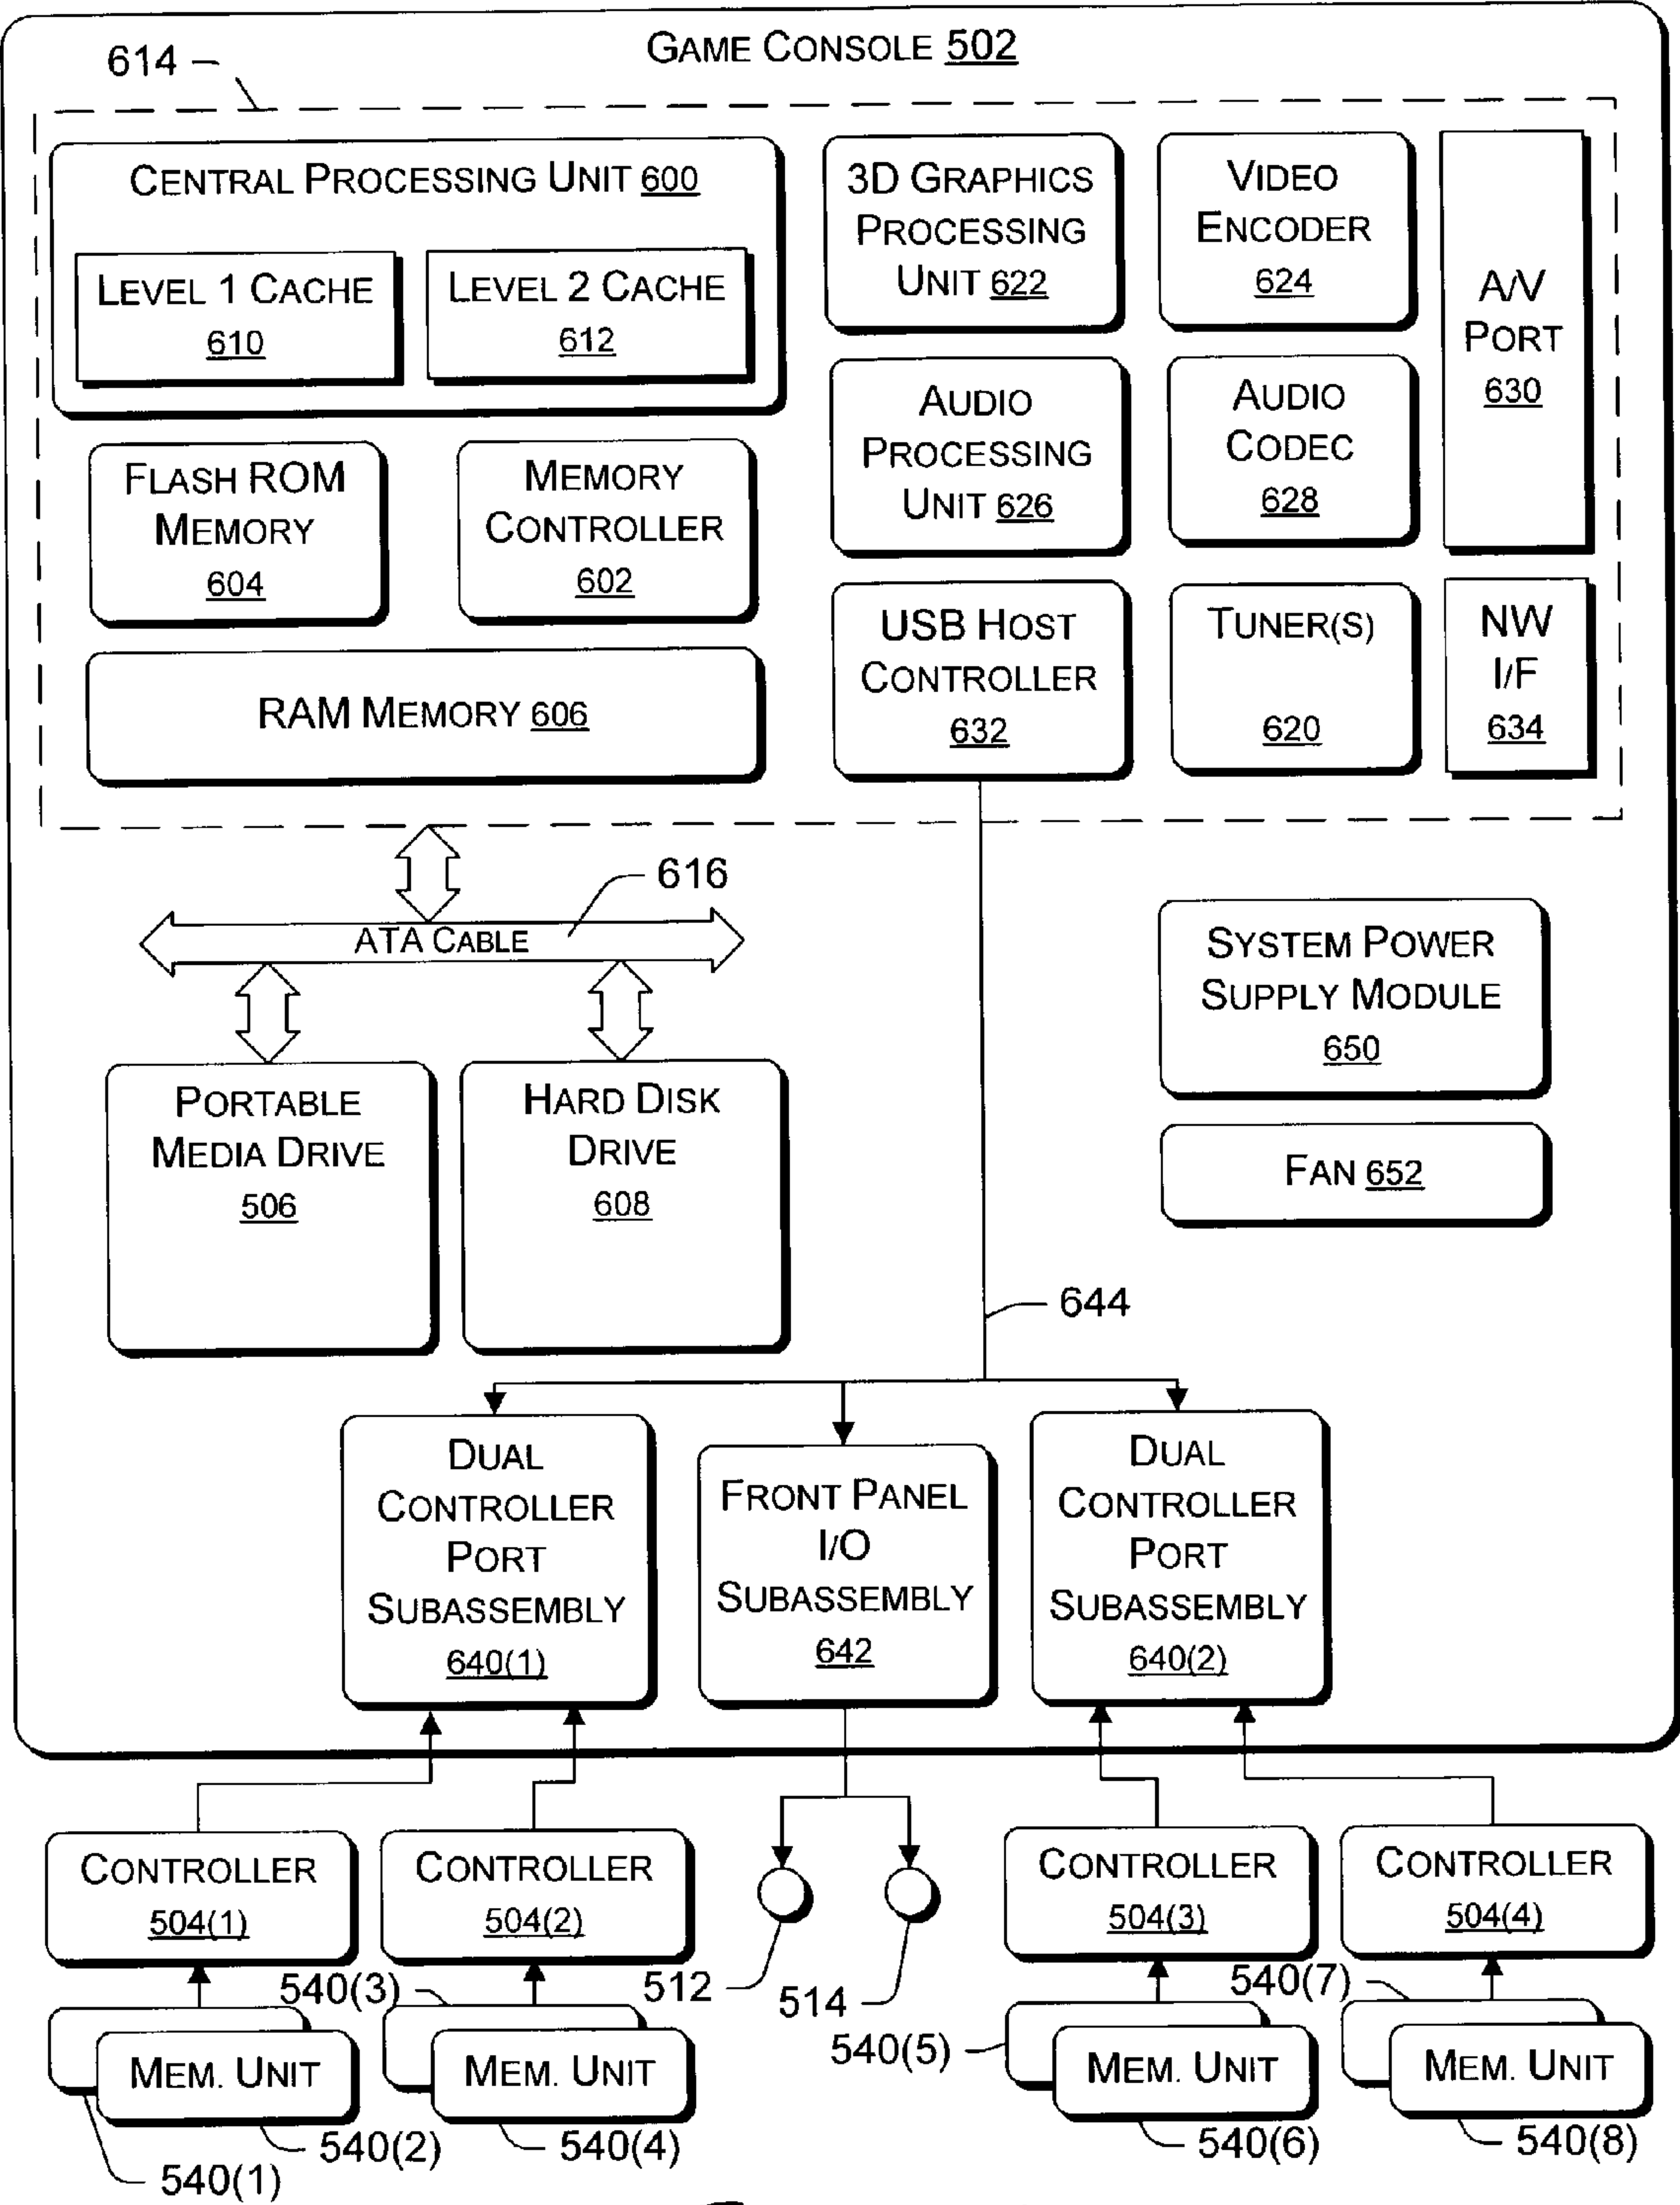 GAME CONSOLE 502
614
CENTRAL PROCESSING UNIT 600
LEVEL 1 CACHE
610
LEVEL 2 CACHE
612
3D GRAPHICS
PROCESSING
UNIT 622
VIDEO
ENCODER
624
A/V
PORT
630
AUDIO
PROCESSING
UNIT 626
AUDIO
CODEC
628
FLASH ROM
MEMORY
604
MEMORY
CONTROLLER
602
USB HOST
CONTROLLER
632
TUNER(S)
620
NW
I/F
634
RAM MEMORY 606
616
ATA CABLE
SYSTEM POWER
SUPPLY MODULE
650
PORTABLE
MEDIA DRIVE
506
HARD DISK
DRIVE
608
FAN 652
644
DUAL
CONTROLLER
PORT
SUBASSEMBLY
640(1)
FRONT PANEL
I/O
SUBASSEMBLY
642
DUAL
CONTROLLER
PORT
SUBASSEMBLY
640(2)
CONTROLLER
504(1)
CONTROLLER
504(2)
CONTROLLER
504(3)
CONTROLLER
504(4)
512
514
540(3)
540(7)
540(5)
MEM. UNIT
MEM. UNIT
MEM. UNIT
MEM. UNIT
540(1)
540(2)
540(4)
540(6)
540(8)